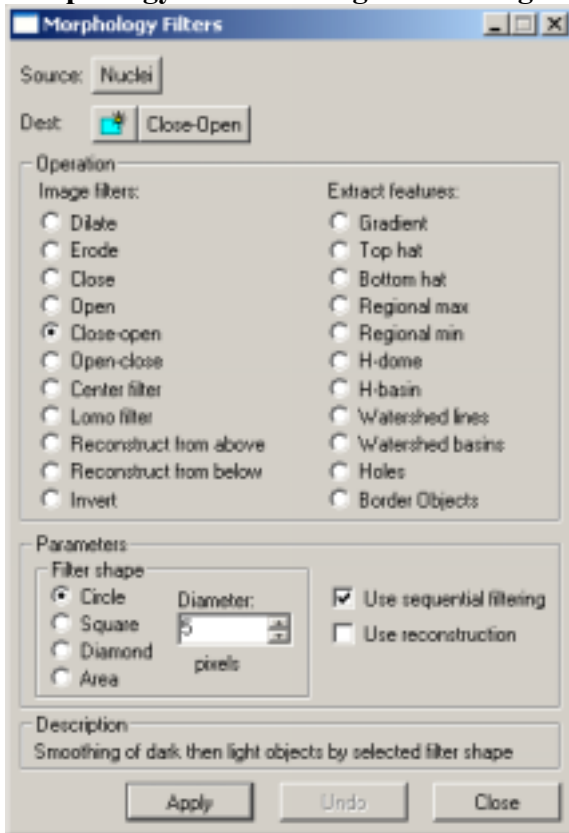 Morphology Filters
Source: Nuclei
Dest: Close-Open
Operation
Image filters:
Dilate
Erode
Close
Open
Close-open
Open-close
Center filter
Lomo filter
Reconstruct from above
Reconstruct from below
Invert
Extract features:
Gradient
Top hat
Bottom hat
Regional max
Regional min
H-dome
H-basin
Watershed lines
Watershed basins
Holes
Border Objects
Parameters
Filter shape
Circle
Square
Diamond
Area
Diameter:
5
pixels
Use sequential filtering
Use reconstruction
Description
Smoothing of dark then light objects by selected filter shape
Apply Undo Close